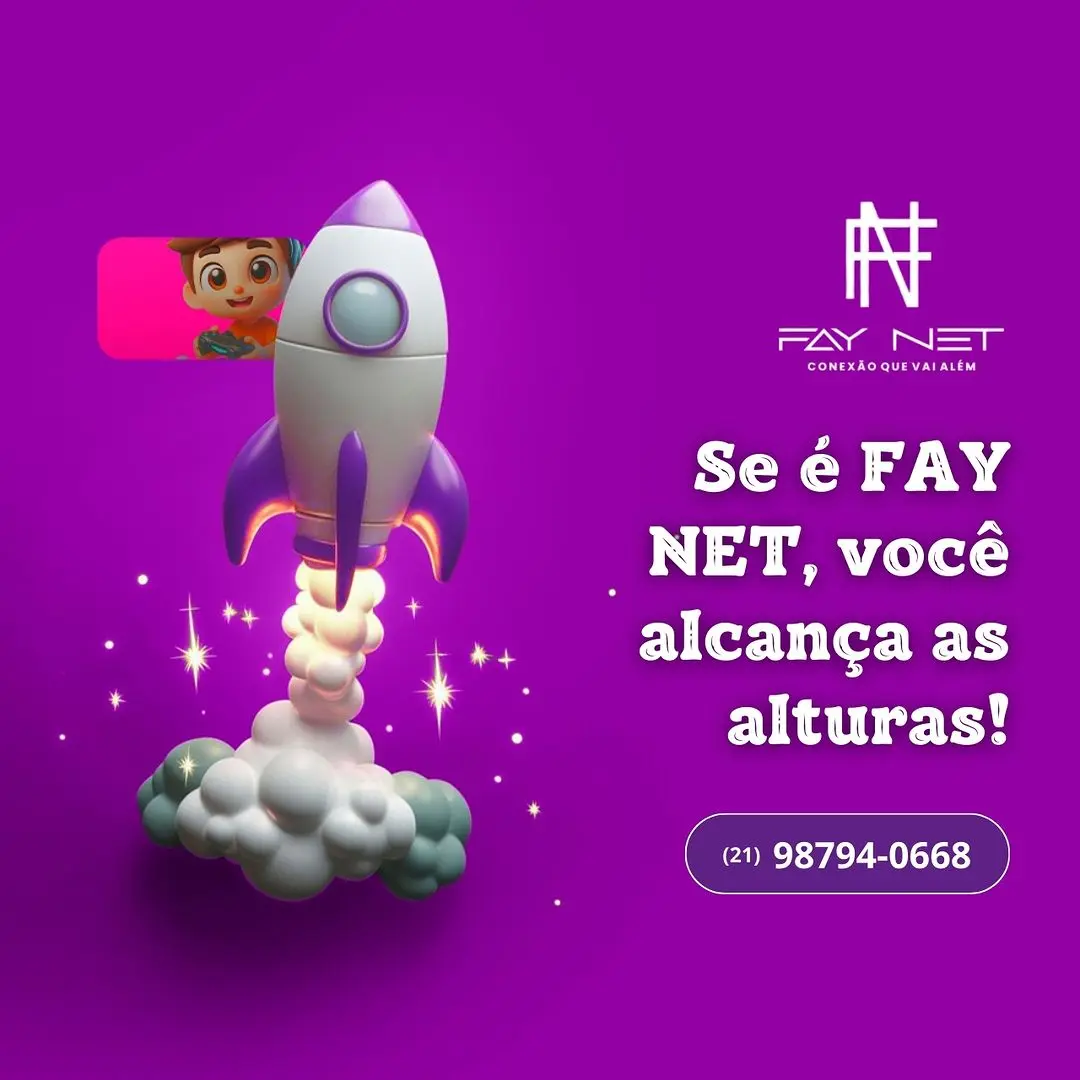 FAY NET
CONEXÃO QUE VAI ALÉM
Se é FAY
NET, você
alcança as
alturas!
(21) 98794-0668